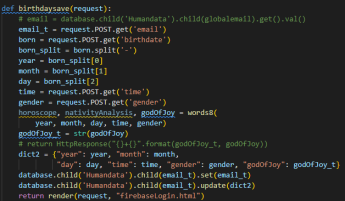 def birthdaysave(request):
# email = database.child('Humandata').child(globalemail).get().val()
email_t = request.POST.get('email')
born = request.POST.get('birthdate')
born_split = born.split('-')
year = born_split[0]
month = born_split[1]
day = born_split[2]
time = request.POST.get('time')
gender = request.POST.get('gender')
horoscope, nativityAnalysis, godOfJoy = words8(
year, month, day, time, gender)
godOfJoy_t = str(godOfJoy)
# return HttpResponse("{}+{}".format(godOfJoy_t, godOfJoy))
dict2 = {"year": year, "month": month,
"day": day, "time": time, "gender": gender, "godOfJoy": godOfJoy_t}
database.child('Humandata').child(email_t).set(email_t)
database.child('Humandata').child(email_t).update(dict2)
return render(request, "firebaseLogin.html")